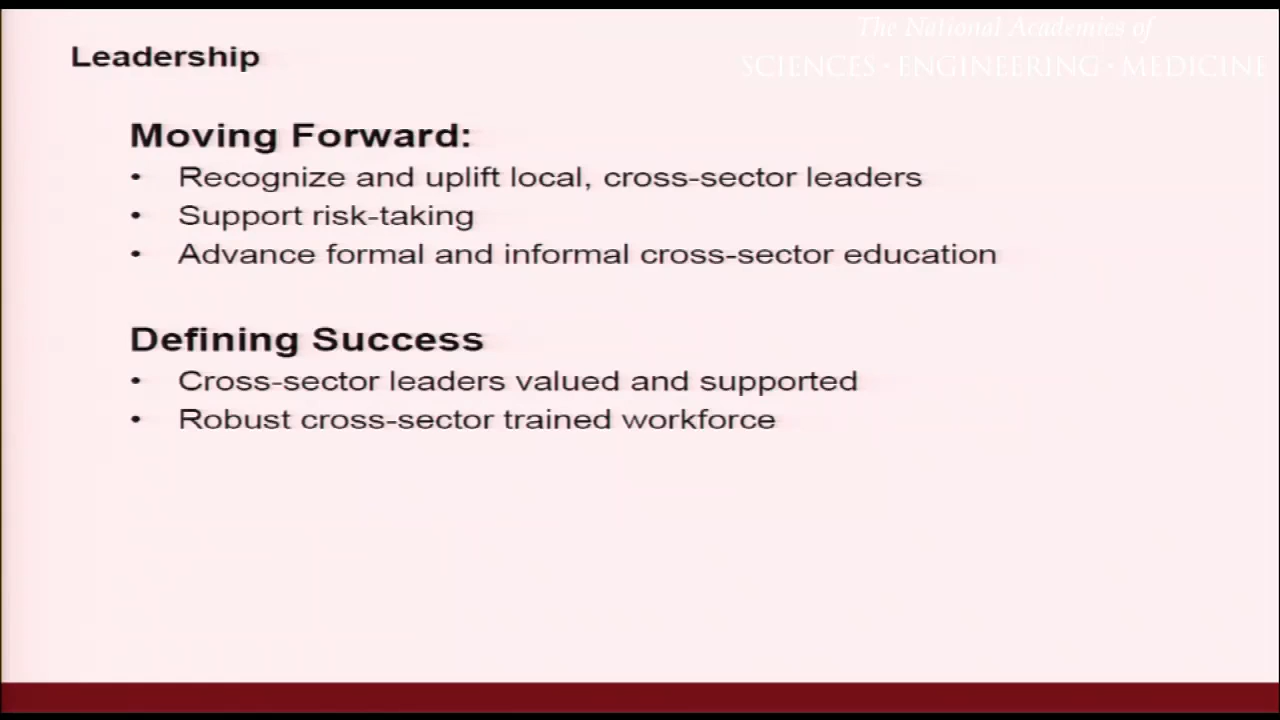 The National Academies of
SCIENCES · ENGINEERING · MEDICINE
Leadership
Moving Forward:
• Recognize and uplift local, cross-sector leaders
• Support risk-taking
• Advance formal and informal cross-sector education
Defining Success
• Cross-sector leaders valued and supported
• Robust cross-sector trained workforce